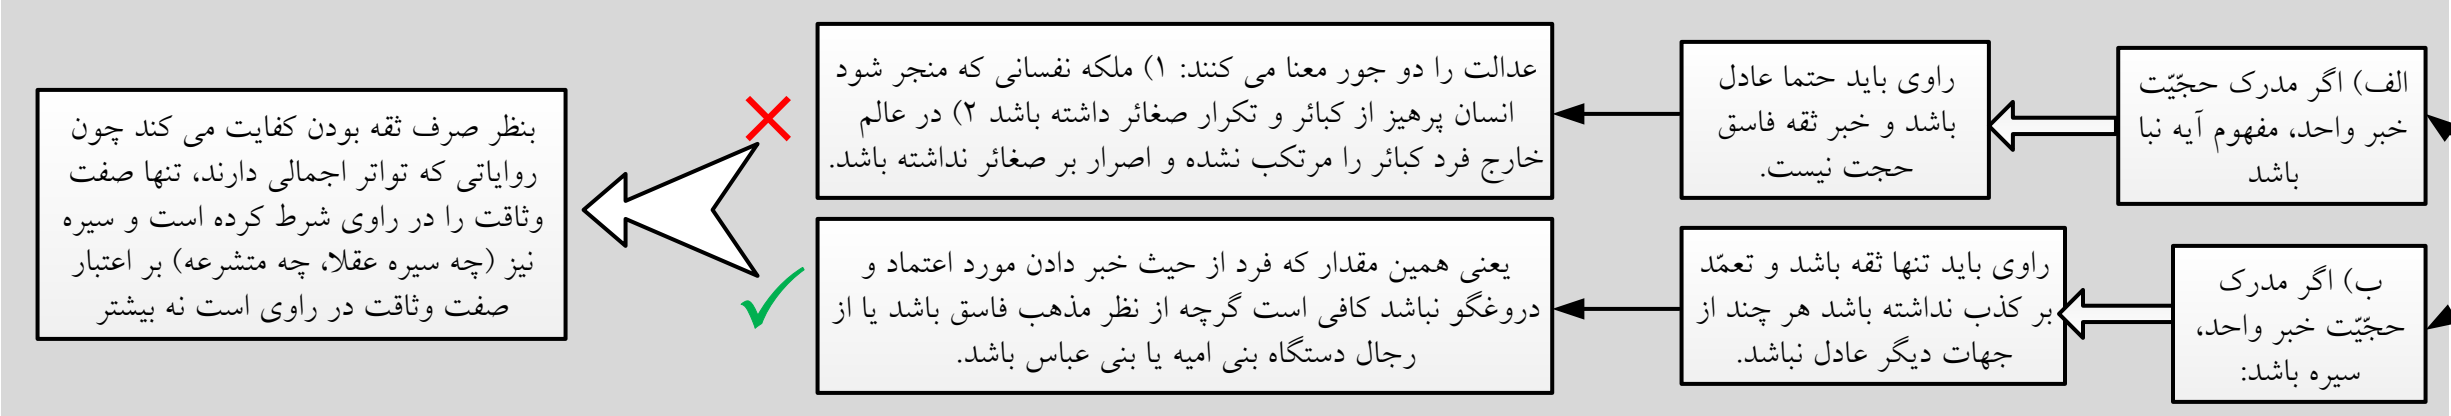 الف) اگر مدرک حجّیّت
خبر واحد، مفهوم آیه نبا
باشد
راوی باید حتما عادل
باشد و خبر ثقه فاسق
حجت نیست.
عدالت را دو جور معنا می کنند: ۱) ملکه نفسانی که منجر شود
انسان پرهیز از کبائر و تکرار صغائر داشته باشد ۲) در عالم
خارج فرد کبائر را مرتکب نشده و اصرار بر صغائر نداشته باشد.
ب) اگر مدرک
حجّیّت خبر واحد،
سیره باشد:
راوی باید تنها ثقه باشد و تعمّد
بر کذب نداشته باشد هر چند از
جهات دیگر عادل نباشد.
یعنی همین مقدار که فرد از حیث خبر دادن مورد اعتماد و
دروغگو نباشد کافی است گرچه از نظر مذهب فاسق باشد یا از
رجال دستگاه بنی امیه یا بنی عباس باشد.
بنظر صرف ثقه بودن کفایت می کند چون
روایاتی که تواتر اجمالی دارند، تنها صفت
وثاقت را در راوی شرط کرده است و سیره
نیز (چه سیره عقلا، چه متشرعه) بر اعتبار
صفت وثاقت در راوی است نه بیشتر